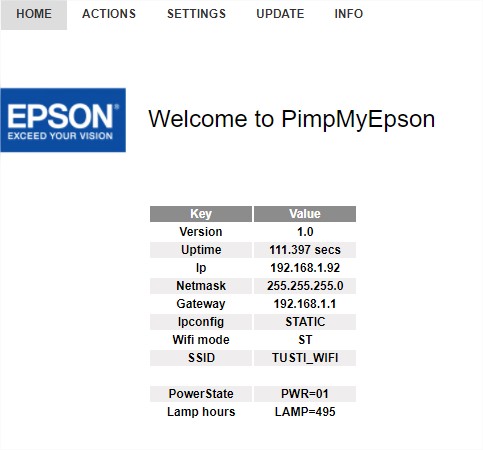 HOME ACTIONS SETTINGS UPDATE INFO
EPSON®
EXCEED YOUR VISION
Welcome to PimpMyEpson
Key Value
Version 1.0
Uptime 111.397 secs
Ip 192.168.1.92
Netmask 255.255.255.0
Gateway 192.168.1.1
Ipconfig STATIC
Wifi mode ST
SSID TUSTI_WIFI
PowerState PWR=01
Lamp hours LAMP=495